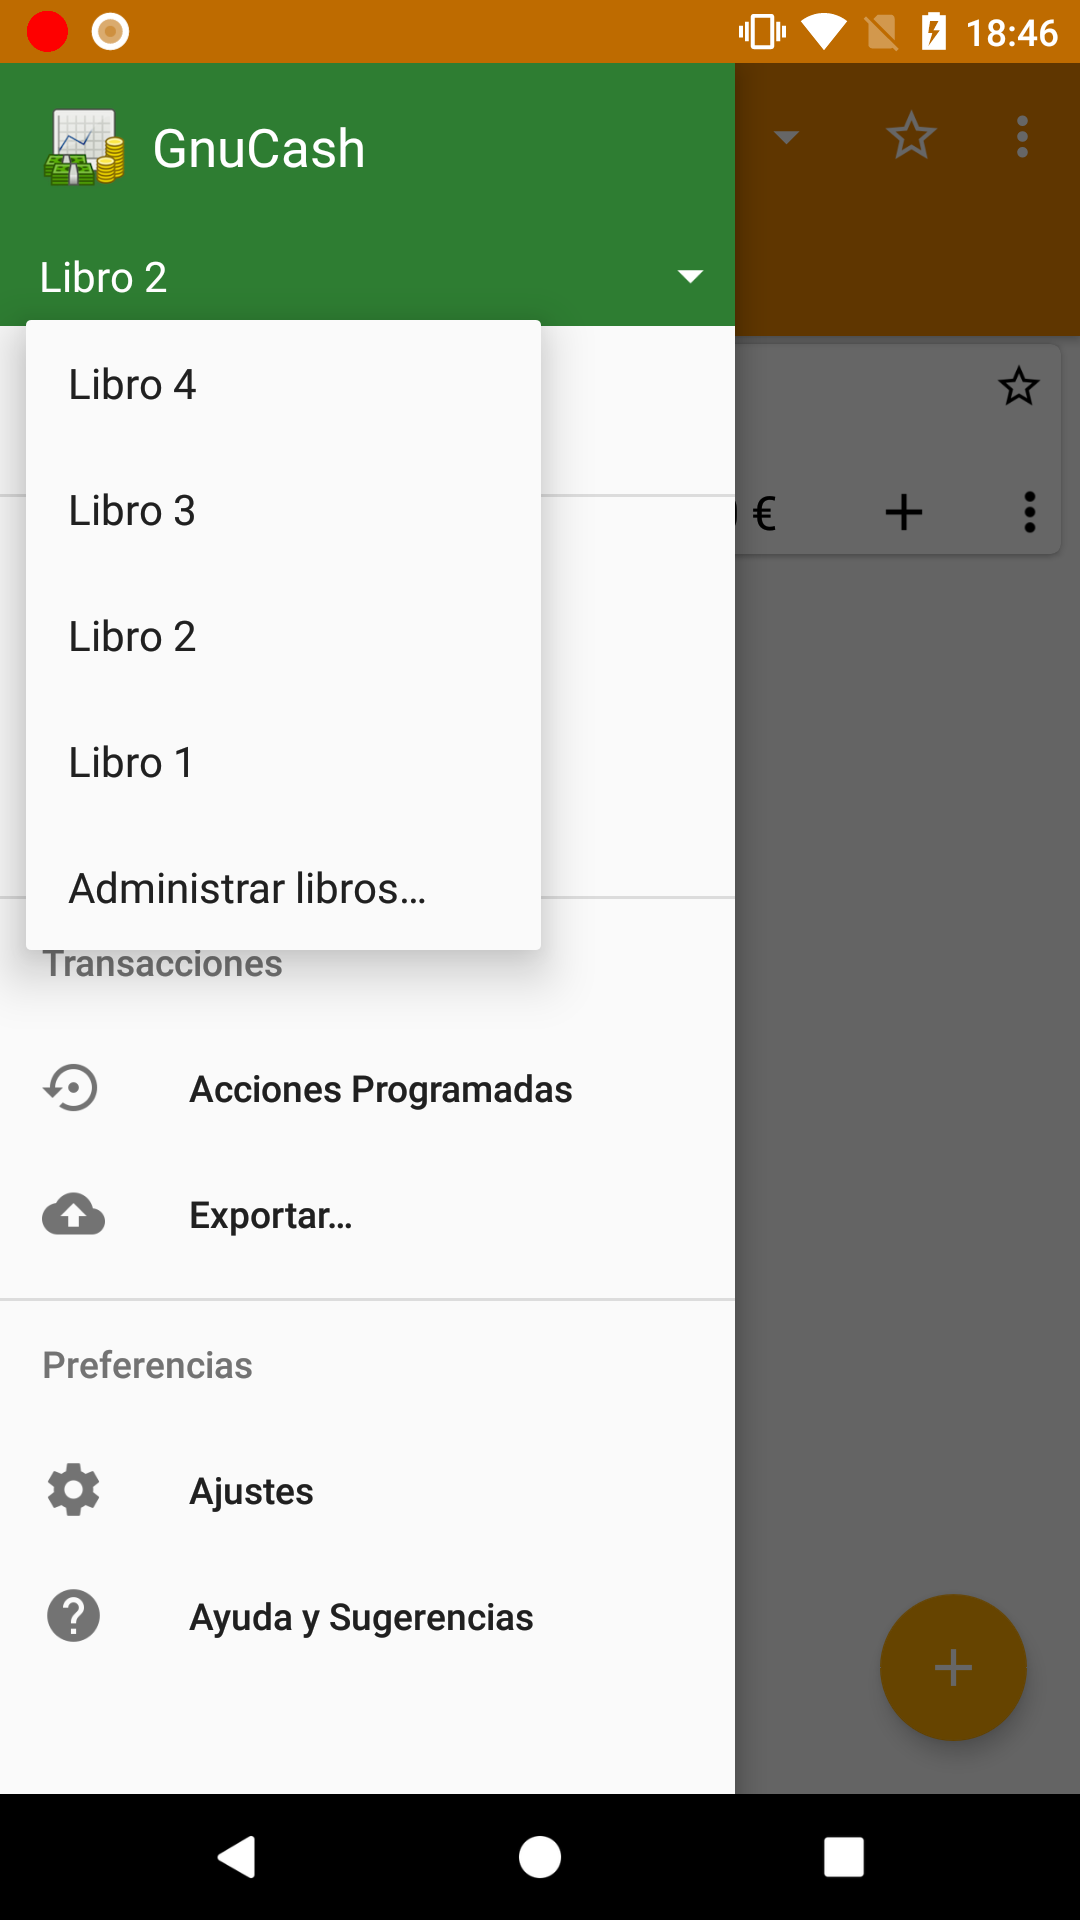 18:46
GnuCash
Libro 2
Libro 4
Libro 3
€
Libro 2
Libro 1
Administrar libros...
Transacciones
Acciones Programadas
Exportar...
Preferencias
Ajustes
Ayuda y Sugerencias